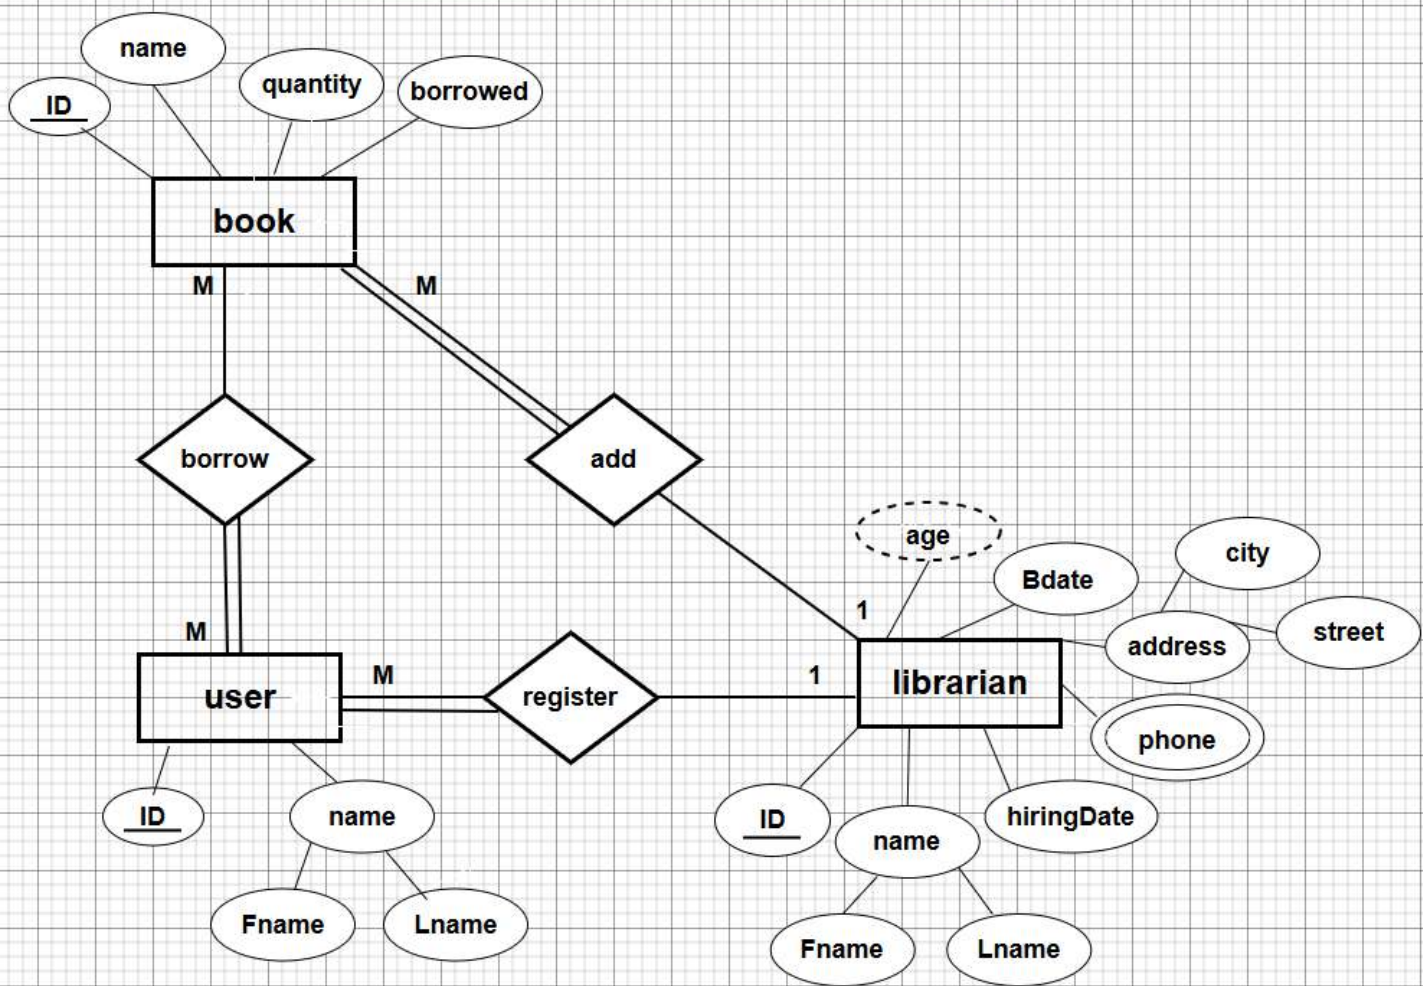 name
ID
quantity
borrowed
book
M
M
borrow
add
age
city
Bdate
1
M
address
street
user
M
register
1
librarian
phone
ID
name
ID
name
hiringDate
Fname
Lname
Fname
Lname